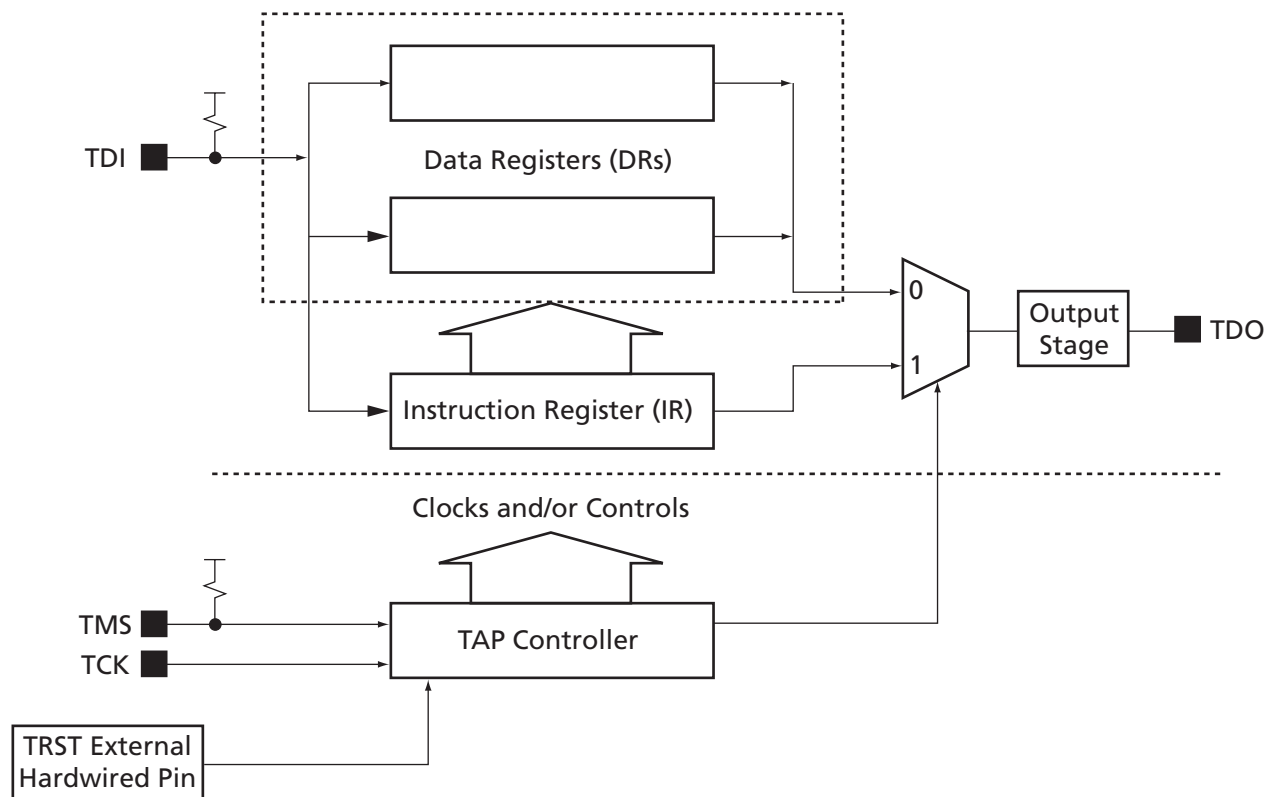 TDI
Data Registers (DRs)
0
Output
Stage
TDO
1
Instruction Register (IR)
Clocks and/or Controls
TMS
TAP Controller
TCK
TRST External
Hardwired Pin